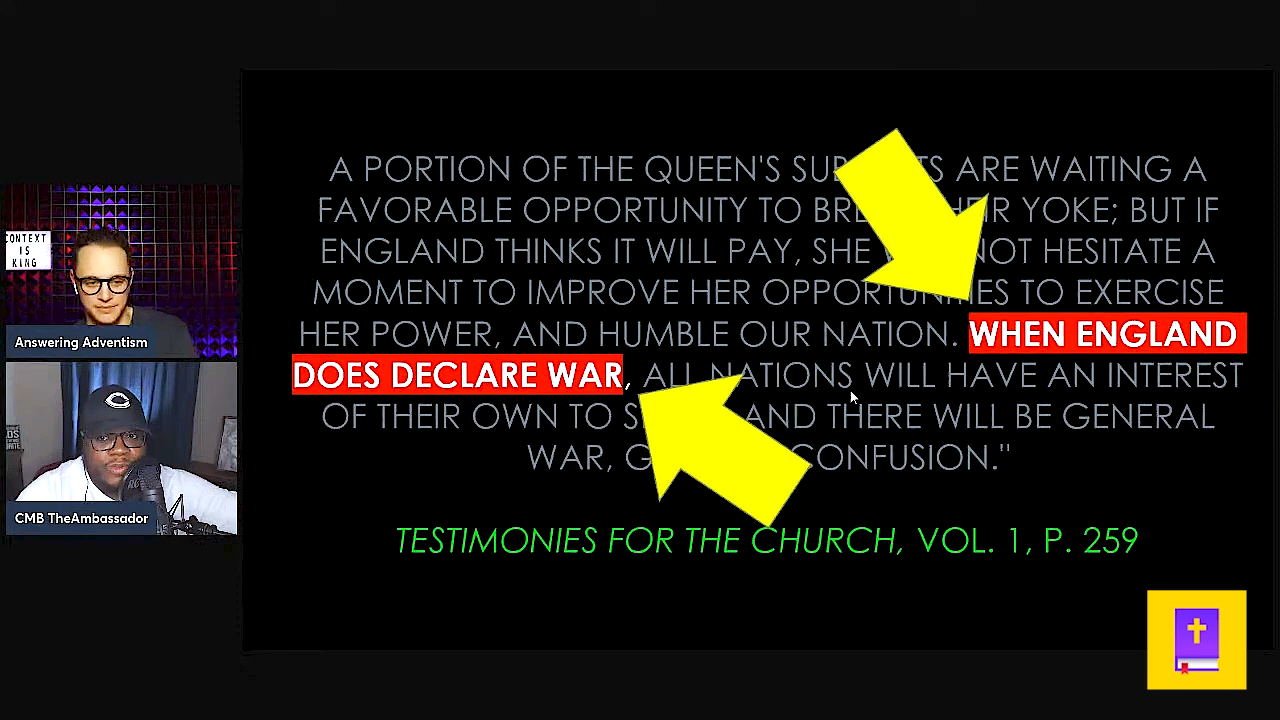 A PORTION OF THE QUEEN'S ARE WAITING A
FAVORABLE OPPORTUNITY TO YOKE; BUT IF
ENGLAND THINKS IT WILL PAY, SHE NOT HESITATE A
MOMENT TO IMPROVE HER OPPORTUNITIES TO EXERCISE
HER POWER, AND HUMBLE OUR NATION. WHEN ENGLAND
DOES DECLARE WAR, ALL NATIONS WILL HAVE AN INTEREST
OF THEIR OWN TO AND THERE WILL BE GENERAL
WAR, CONFUSION."
TESTIMONIES FOR THE CHURCH, VOL. 1, P. 259
CONTEXT
IS
KING
Answering Adventism
CMB TheAmbassador